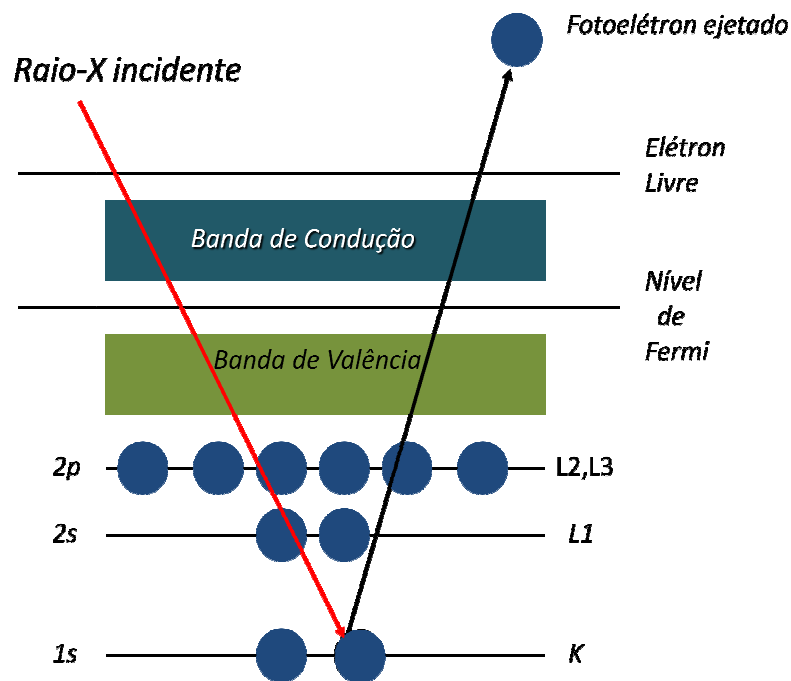 Fotoelétron ejetado
Raio-X incidente
Elétron
Livre
Banda de Condução
Nível
de
Fermi
Banda de Valência
2p
L2,L3
2s
L1
1s
K